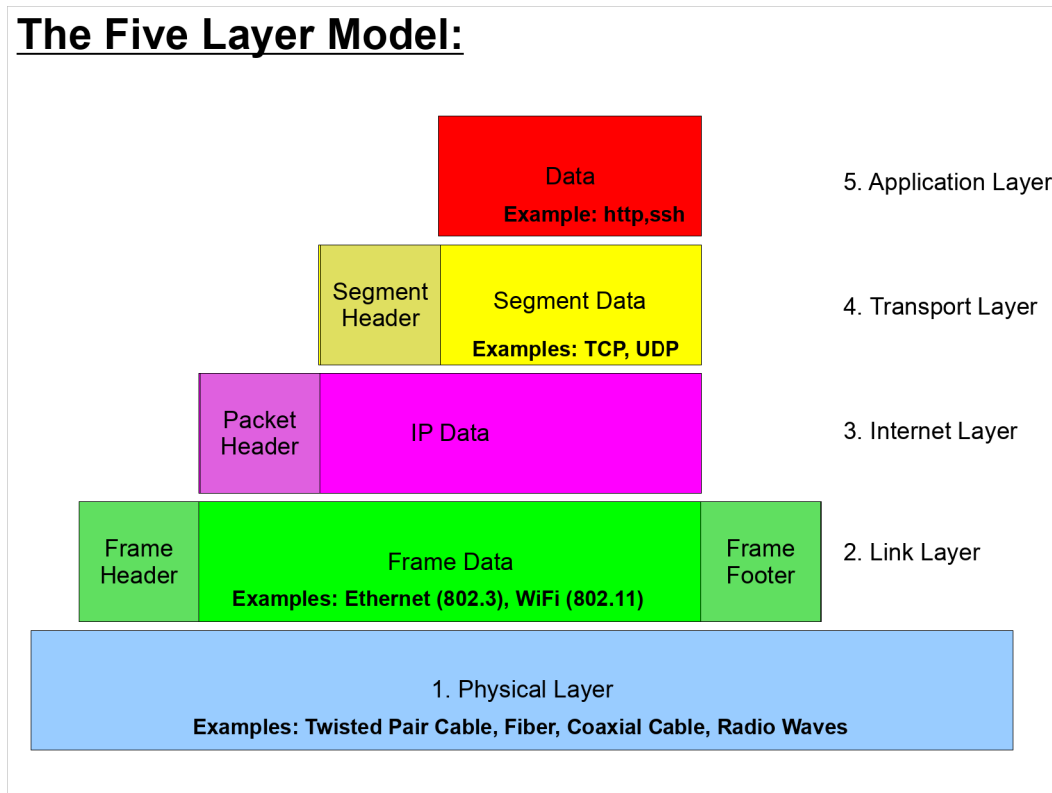 The Five Layer Model:
Data
Example: http,ssh
5. Application Layer
Segment
Header
Segment Data
Examples: TCP, UDP
4. Transport Layer
Packet
Header
IP Data
3. Internet Layer
Frame
Header
Frame Data
Examples: Ethernet (802.3), WiFi (802.11)
Frame
Footer
2. Link Layer
1. Physical Layer
Examples: Twisted Pair Cable, Fiber, Coaxial Cable, Radio Waves